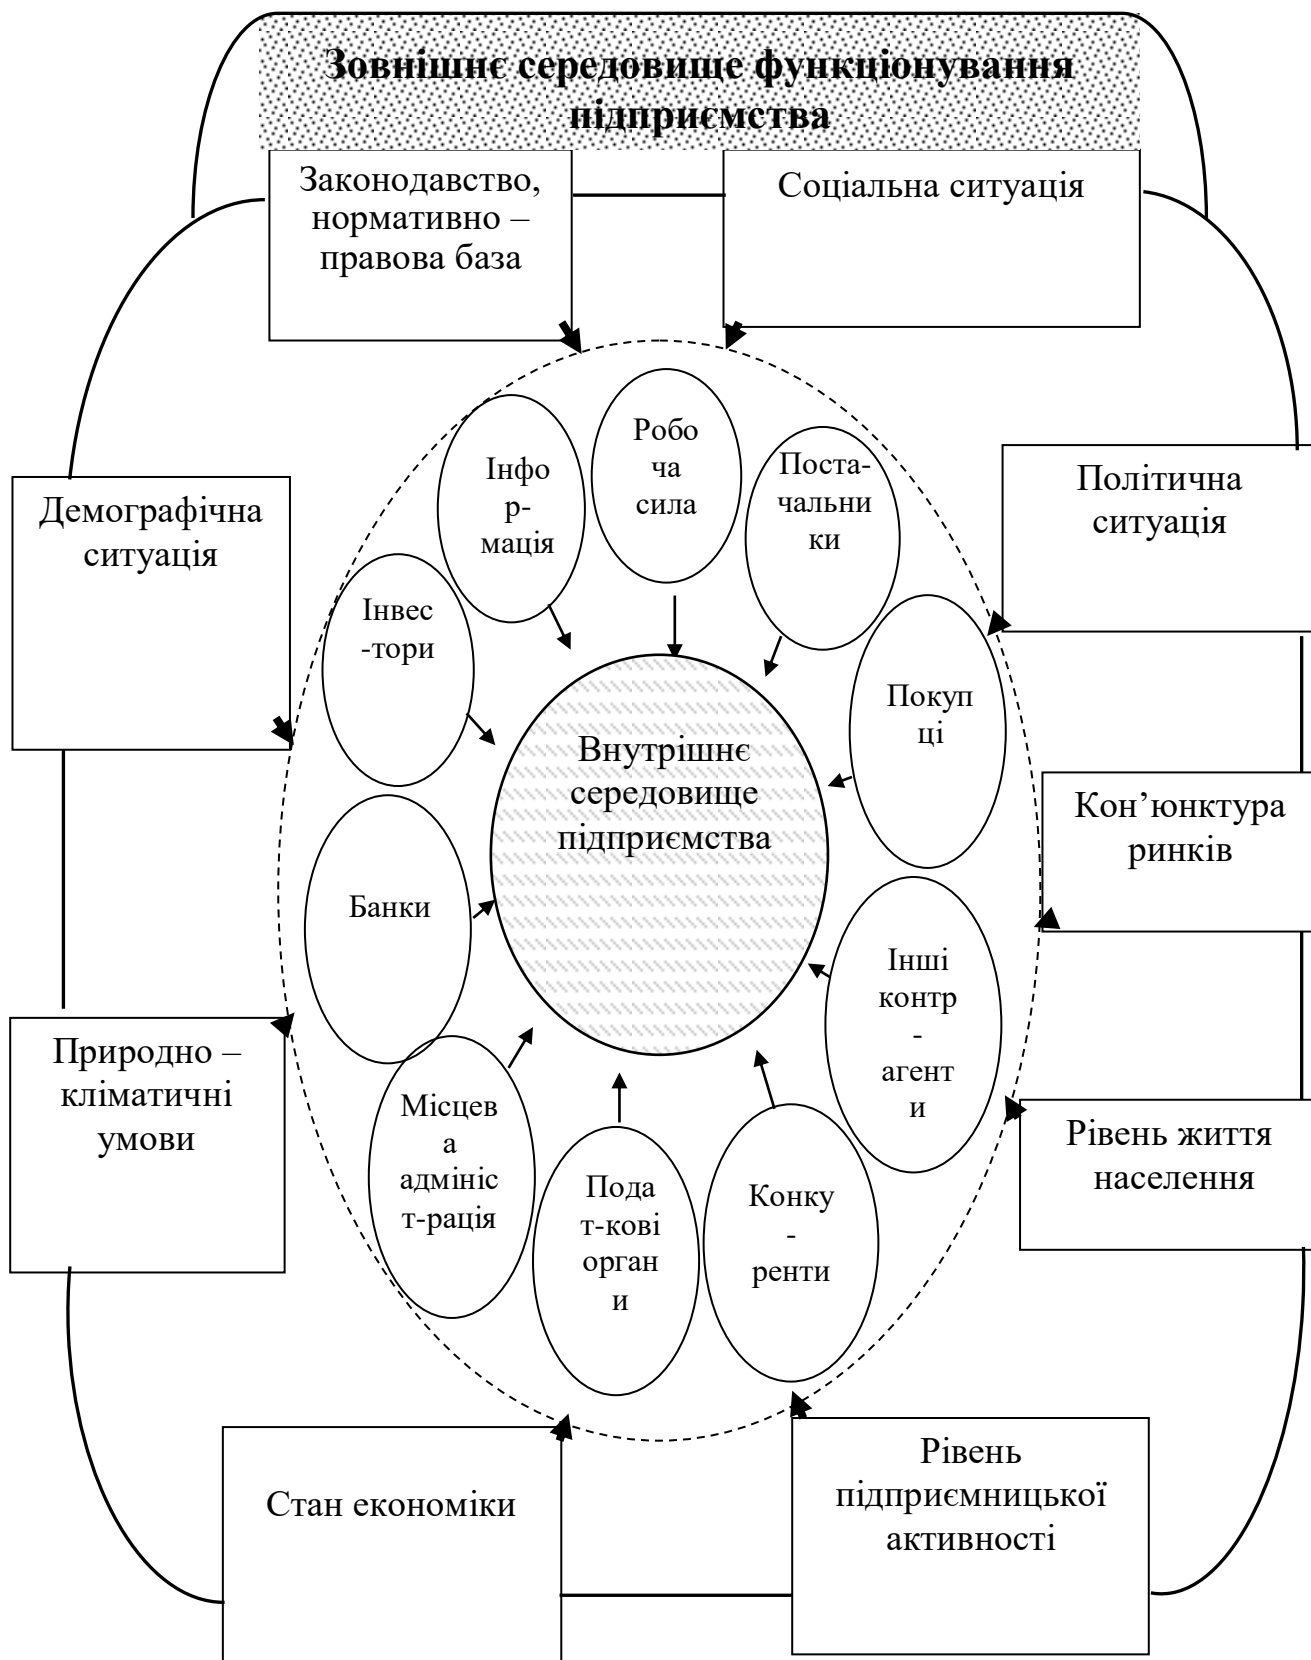 Зовнішнє середовище функціонування
підприємства
Законодавство,
нормативно –
правова база
Соціальна ситуація
Демографічна
ситуація
Інфо
р-
мація
Робо
ча
сила
Поста-
чальни
ки
Політична
ситуація
Інвес
-тори
Покуп
ці
Внутрішнє
середовище
підприємства
Кон’юнктура
ринків
Банки
Інші
контр
-
агент
и
Природно –
кліматичні
умови
Місцев
а
адмініс
т-рація
Пода
т-кові
орган
и
Конку
-
ренти
Рівень життя
населення
Стан економіки
Рівень
підприємницької
активності